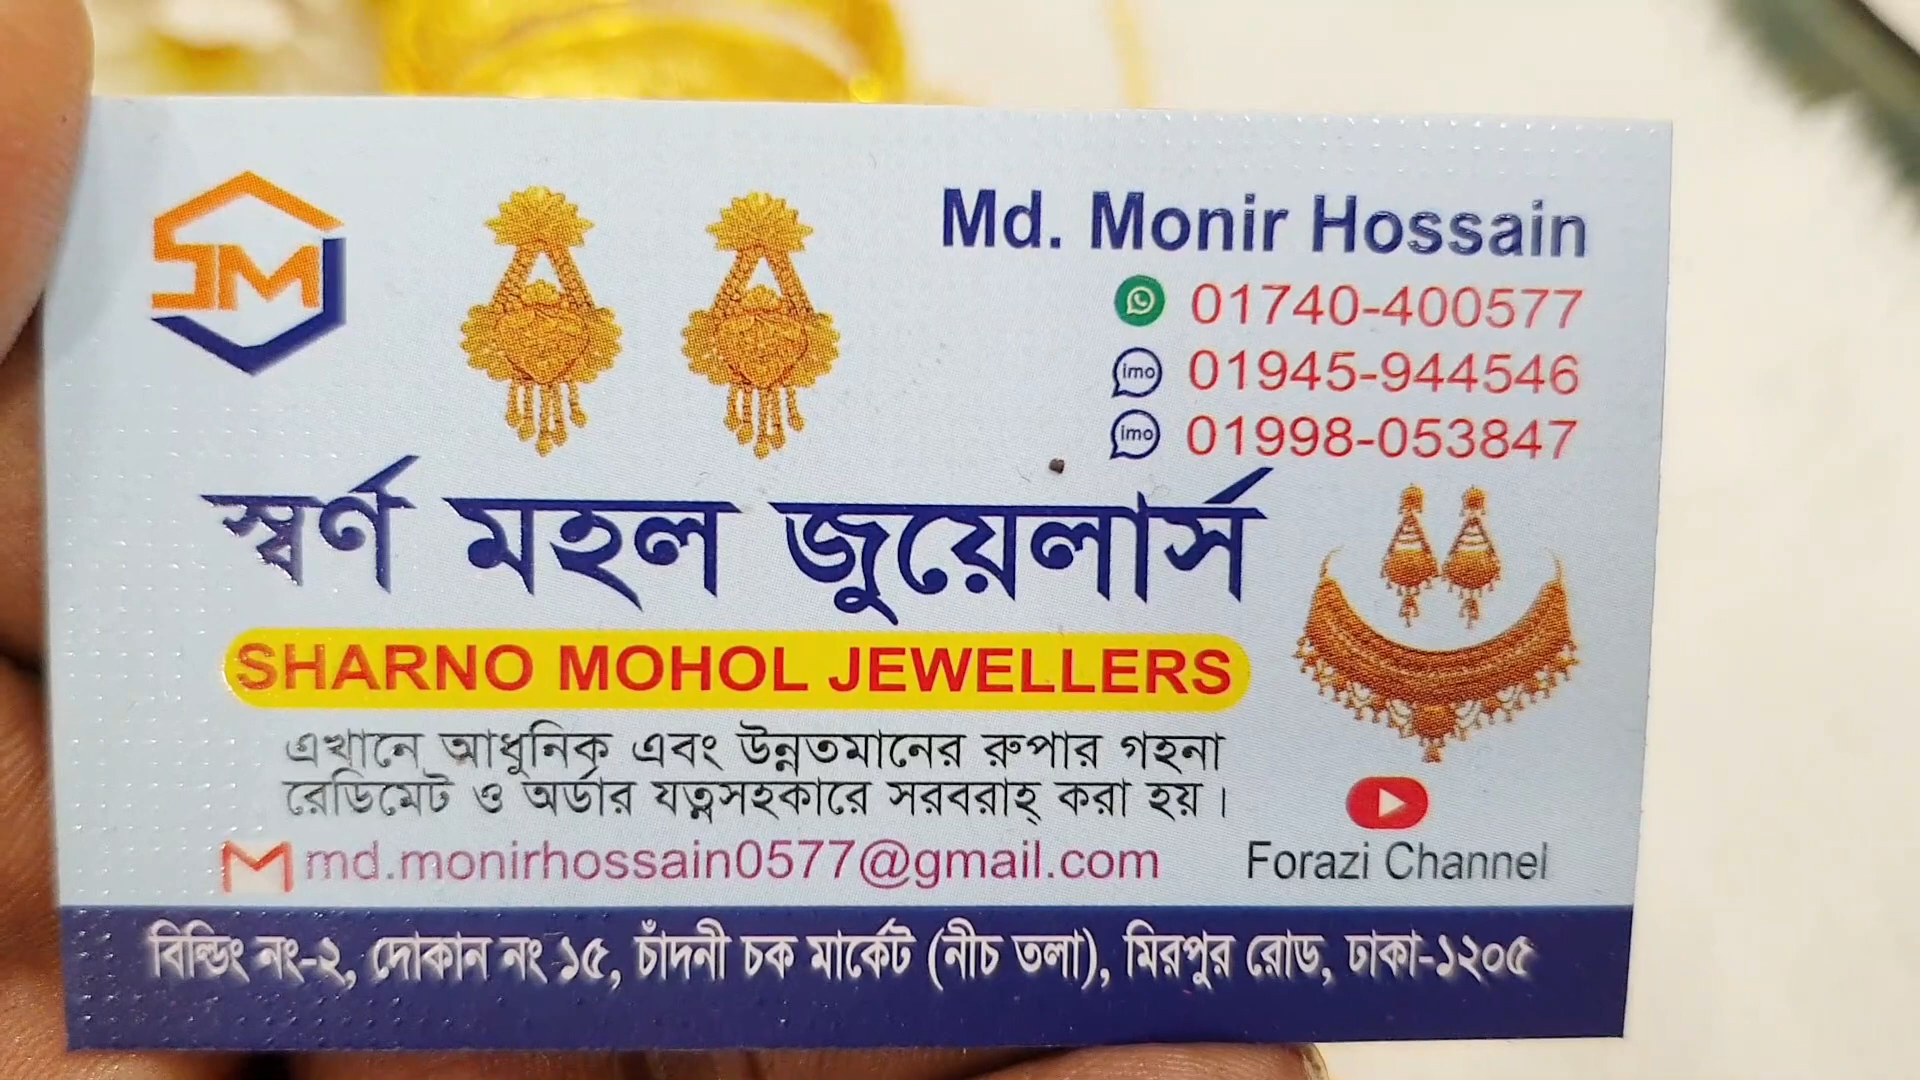 SMJ
Md. Monir Hossain
01740-400577
imo 01945-944546
imo 01998-053847
স্বর্ণ মহল জুয়েলার্স
SHARNO MOHOL JEWELLERS
এখানে আধুনিক এবং উন্নতমানের রুপার গহনা
রেডিমেট ও অর্ডার যত্নসহকারে সরবরাহ্ করা হয়।
md.monirhossain0577@gmail.com
Forazi Channel
বিল্ডিং নং-২, দোকান নং ১৫, চাঁদনী চক মার্কেট (নীচ তলা), মিরপুর রোড, ঢাকা-১২০৫